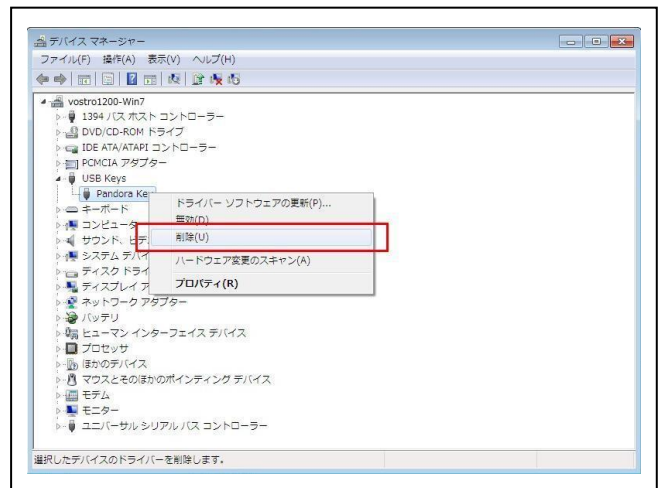 デバイス マネージャー
ファイル(F) 操作(A) 表示(V) ヘルプ(H)
vostro1200-Win7
1394 バス ホスト コントローラー
DVD/CD-ROM ドライブ
IDE ATA/ATAPI コントローラー
PCMCIA アダプター
USB Keys
Pandora Key
キーボード
コンピューター
サウンド、ビデ
システム デバイ
ディスク ドライ
ディスプレイ ア
ネットワーク アダプター
バッテリ
ヒューマン インターフェイス デバイス
プロセッサ
ほかのデバイス
マウスとそのほかのポインティング デバイス
モデム
モニター
ユニバーサル シリアル バス コントローラー
ドライバー ソフトウェアの更新(P)...
無効(D)
削除(U)
ハードウェア変更のスキャン(A)
プロパティ(R)
選択したデバイスのドライバーを削除します。